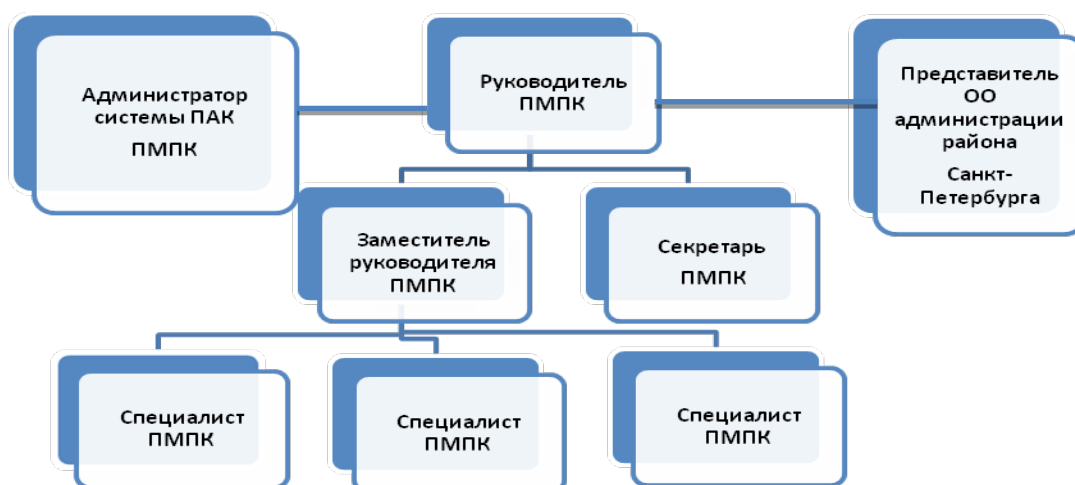 Администратор
системы ПАК
ПМПК
Руководитель
ПМПК
Представитель
ОО
администрации
района
Санкт-
Петербурга
Заместитель
руководителя
ПМПК
Секретарь
ПМПК
Специалист
ПМПК
Специалист
ПМПК
Специалист
ПМПК